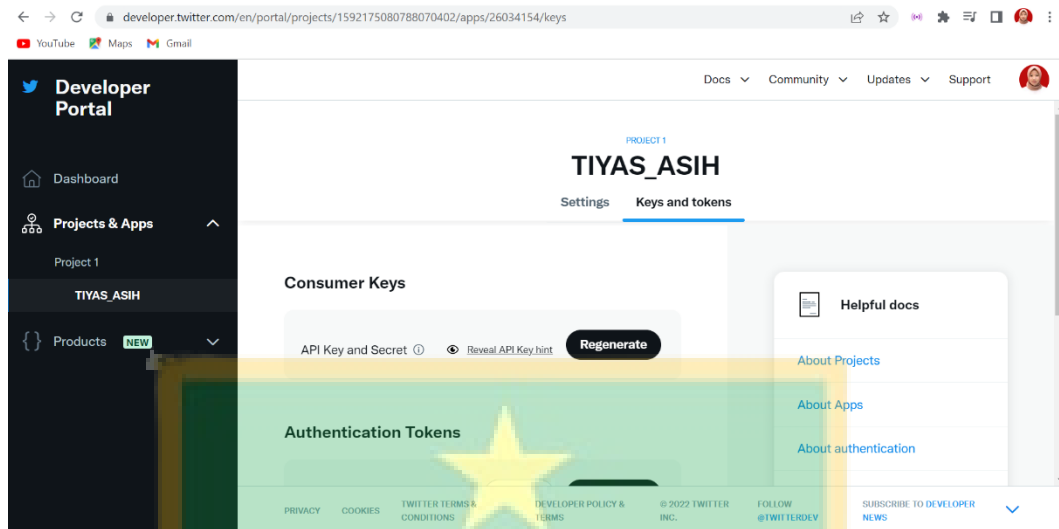 developer.twitter.com/en/portal/projects/1592175080788070402/apps/26034154/keys
YouTube Maps Gmail
Developer
Portal
Docs Community Updates Support
PROJECT 1
TIYAS_ASIH
Settings Keys and tokens
Dashboard
Projects & Apps
Project 1
TIYAS_ASIH
Products NEW
Consumer Keys
API Key and Secret Reveal API Key hint Regenerate
Authentication Tokens
Helpful docs
About Projects
About Apps
About authentication
PRIVACY
COOKIES
TWITTER TERMS &
CONDITIONS
DEVELOPER POLICY &
TERMS
© 2022 TWITTER
INC.
FOLLOW
@TWITTERDEV
SUBSCRIBE TO DEVELOPER
NEWS